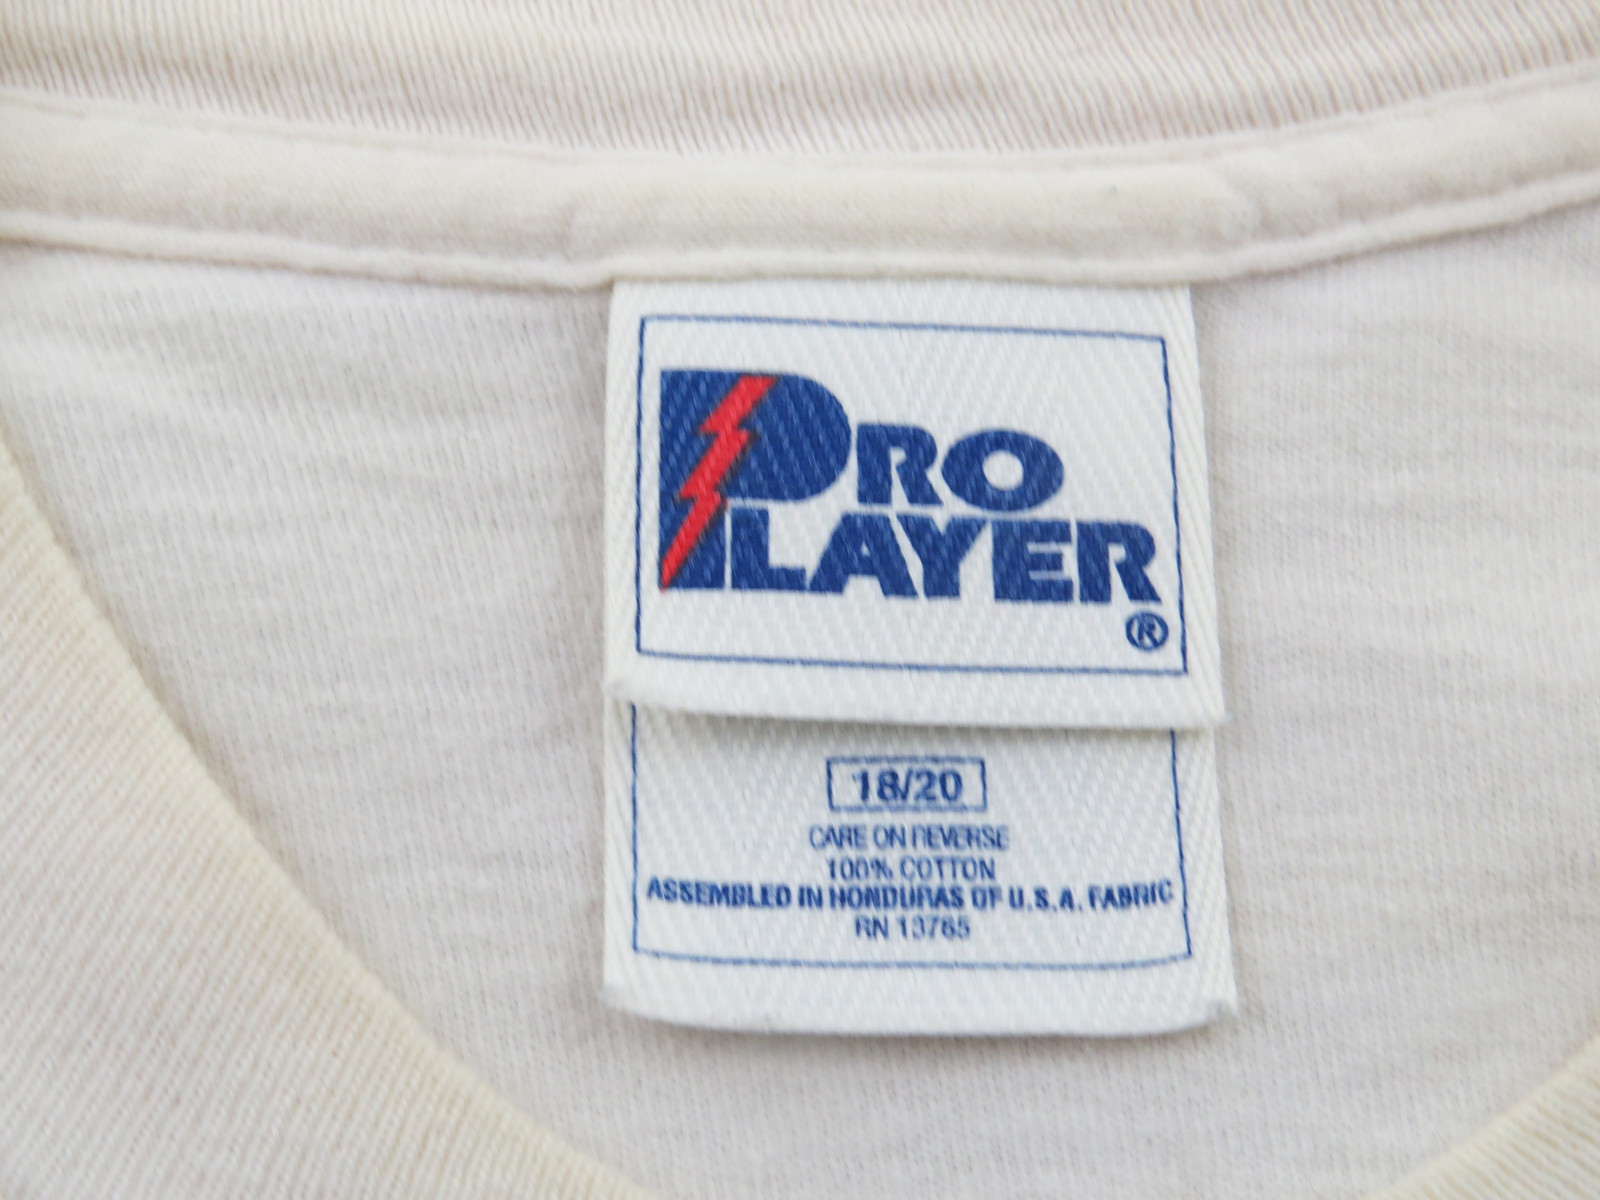 PRO
PLAYER
®
18/20
CARE ON REVERSE
100% COTTON
ASSEMBLED IN HONDURAS OF U.S.A. FABRIC
RN 13765